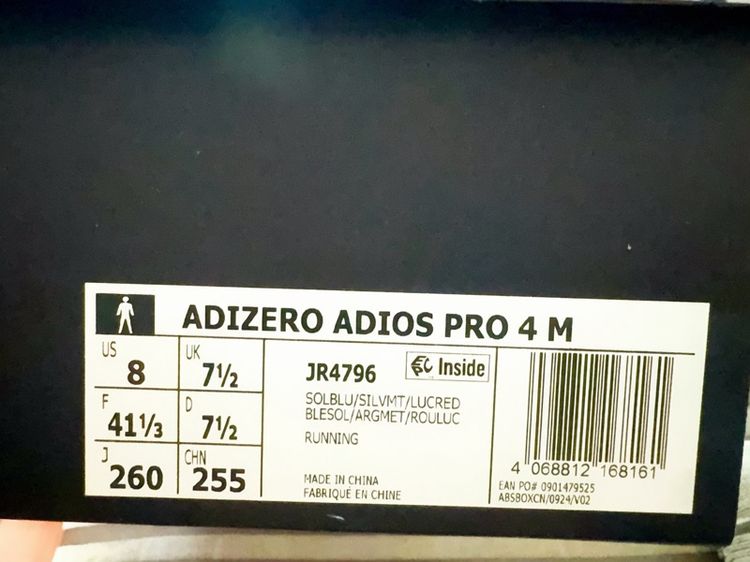 ADIZERO ADIOS PRO 4 M
US 8 UK 7½
F 41⅓ D 7½
J 260 CHN 255
JR4796
Inside
SOLBLU/SILVMT/LUCRED
BLESOL/ARGMET/ROULUC
RUNNING
MADE IN CHINA
FABRIQUÉ EN CHINE
4 068812 168161
EAN PO# 0901479525
ABSBOXCN/0924/V02